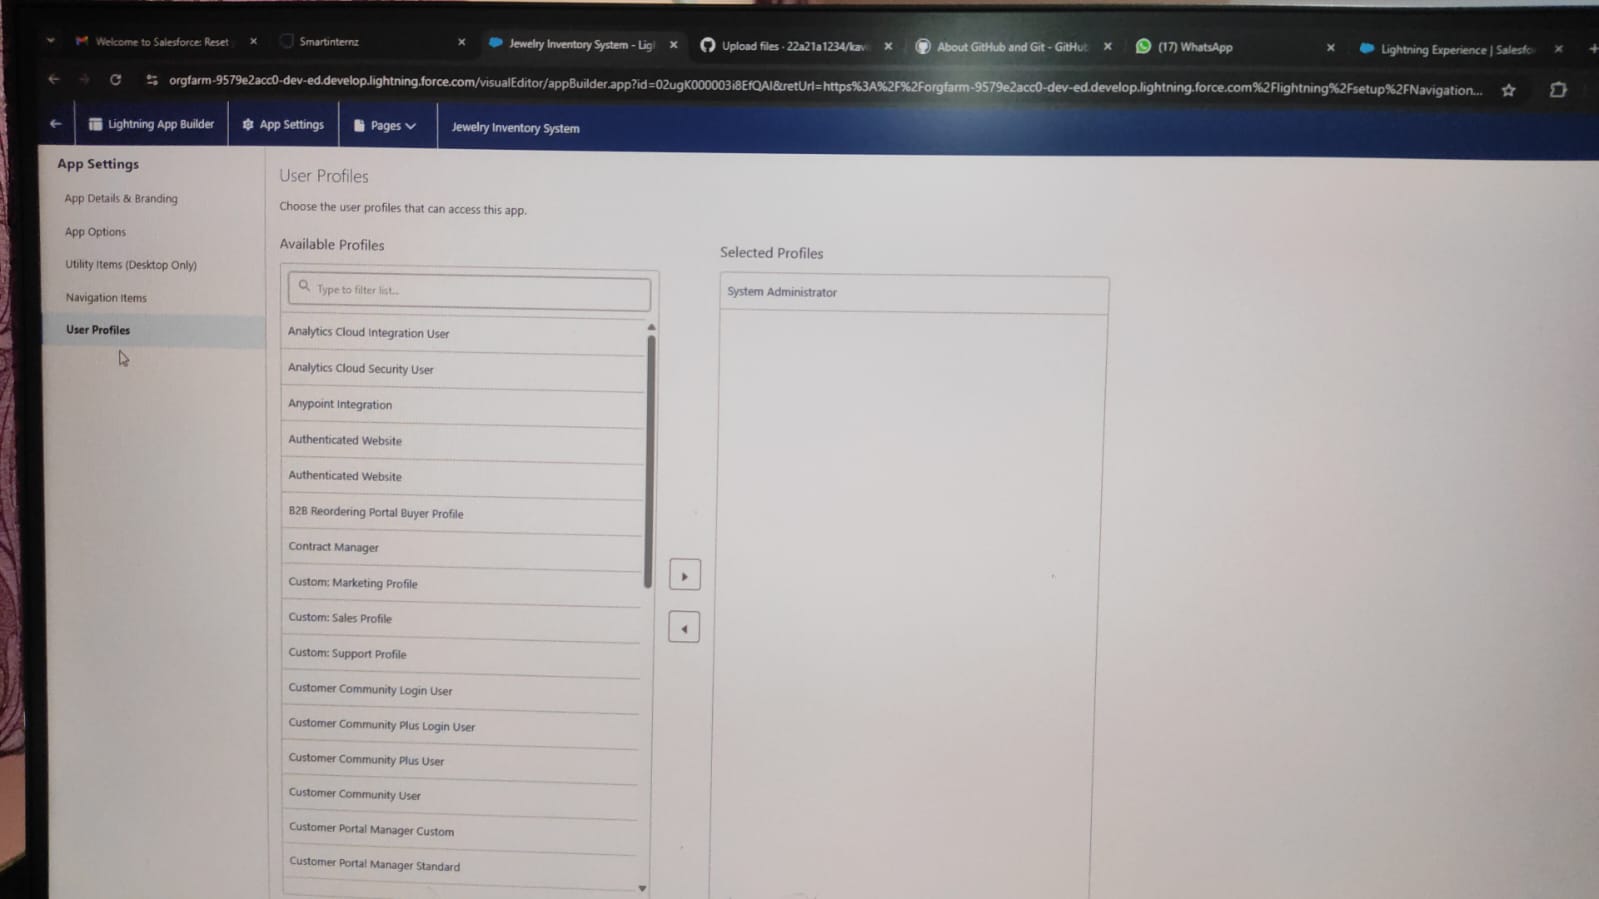 Welcome to Salesforce: Reset
Smartinternz
Jewelry Inventory System - Lig
Upload files · 22a21a1234/kav
About GitHub and Git - GitHub
(17) WhatsApp
Lightning Experience | Salesfo
orgfarm-9579e2acc0-dev-ed.develop.lightning.force.com/visualEditor/appBuilder.app?id=02ugK000003i8EfQAI&retUrl=https%3A%2F%2Forgfarm-9579e2acc0-dev-ed.develop.lightning.force.com%2Flightning%2Fsetup%2FNavigation...
Lightning App Builder
App Settings
Pages
Jewelry Inventory System
App Settings
App Details & Branding
App Options
Utility Items (Desktop Only)
Navigation Items
User Profiles
User Profiles
Choose the user profiles that can access this app.
Available Profiles
Type to filter list...
Analytics Cloud Integration User
Analytics Cloud Security User
Anypoint Integration
Authenticated Website
Authenticated Website
B2B Reordering Portal Buyer Profile
Contract Manager
Custom: Marketing Profile
Custom: Sales Profile
Custom: Support Profile
Customer Community Login User
Customer Community Plus Login User
Customer Community Plus User
Customer Community User
Customer Portal Manager Custom
Customer Portal Manager Standard
Selected Profiles
System Administrator